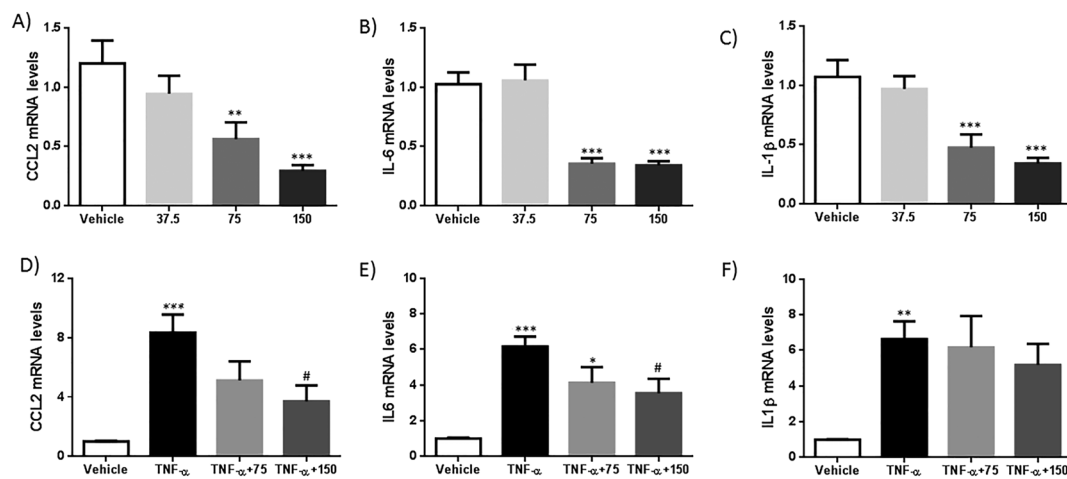 A)
CCL2 mRNA levels
1.5
1.0
0.5
0.0
**
***
Vehicle 37.5 75 150
B)
IL-6 mRNA levels
1.5
1.0
0.5
0.0
***
***
Vehicle 37.5 75 150
C)
IL-1β mRNA levels
1.5
1.0
0.5
0.0
***
***
Vehicle 37.5 75 150
D)
CCL2 mRNA levels
12
8
4
0
***
#
Vehicle TNF-α TNF-α+75 TNF-α+150
E)
IL6 mRNA levels
10
8
6
4
2
0
***
*
#
Vehicle TNF-α TNF-α+75 TNF-α+150
F)
IL1β mRNA levels
10
8
6
4
2
0
**
Vehicle TNF-α TNF-α+75 TNF-α+150